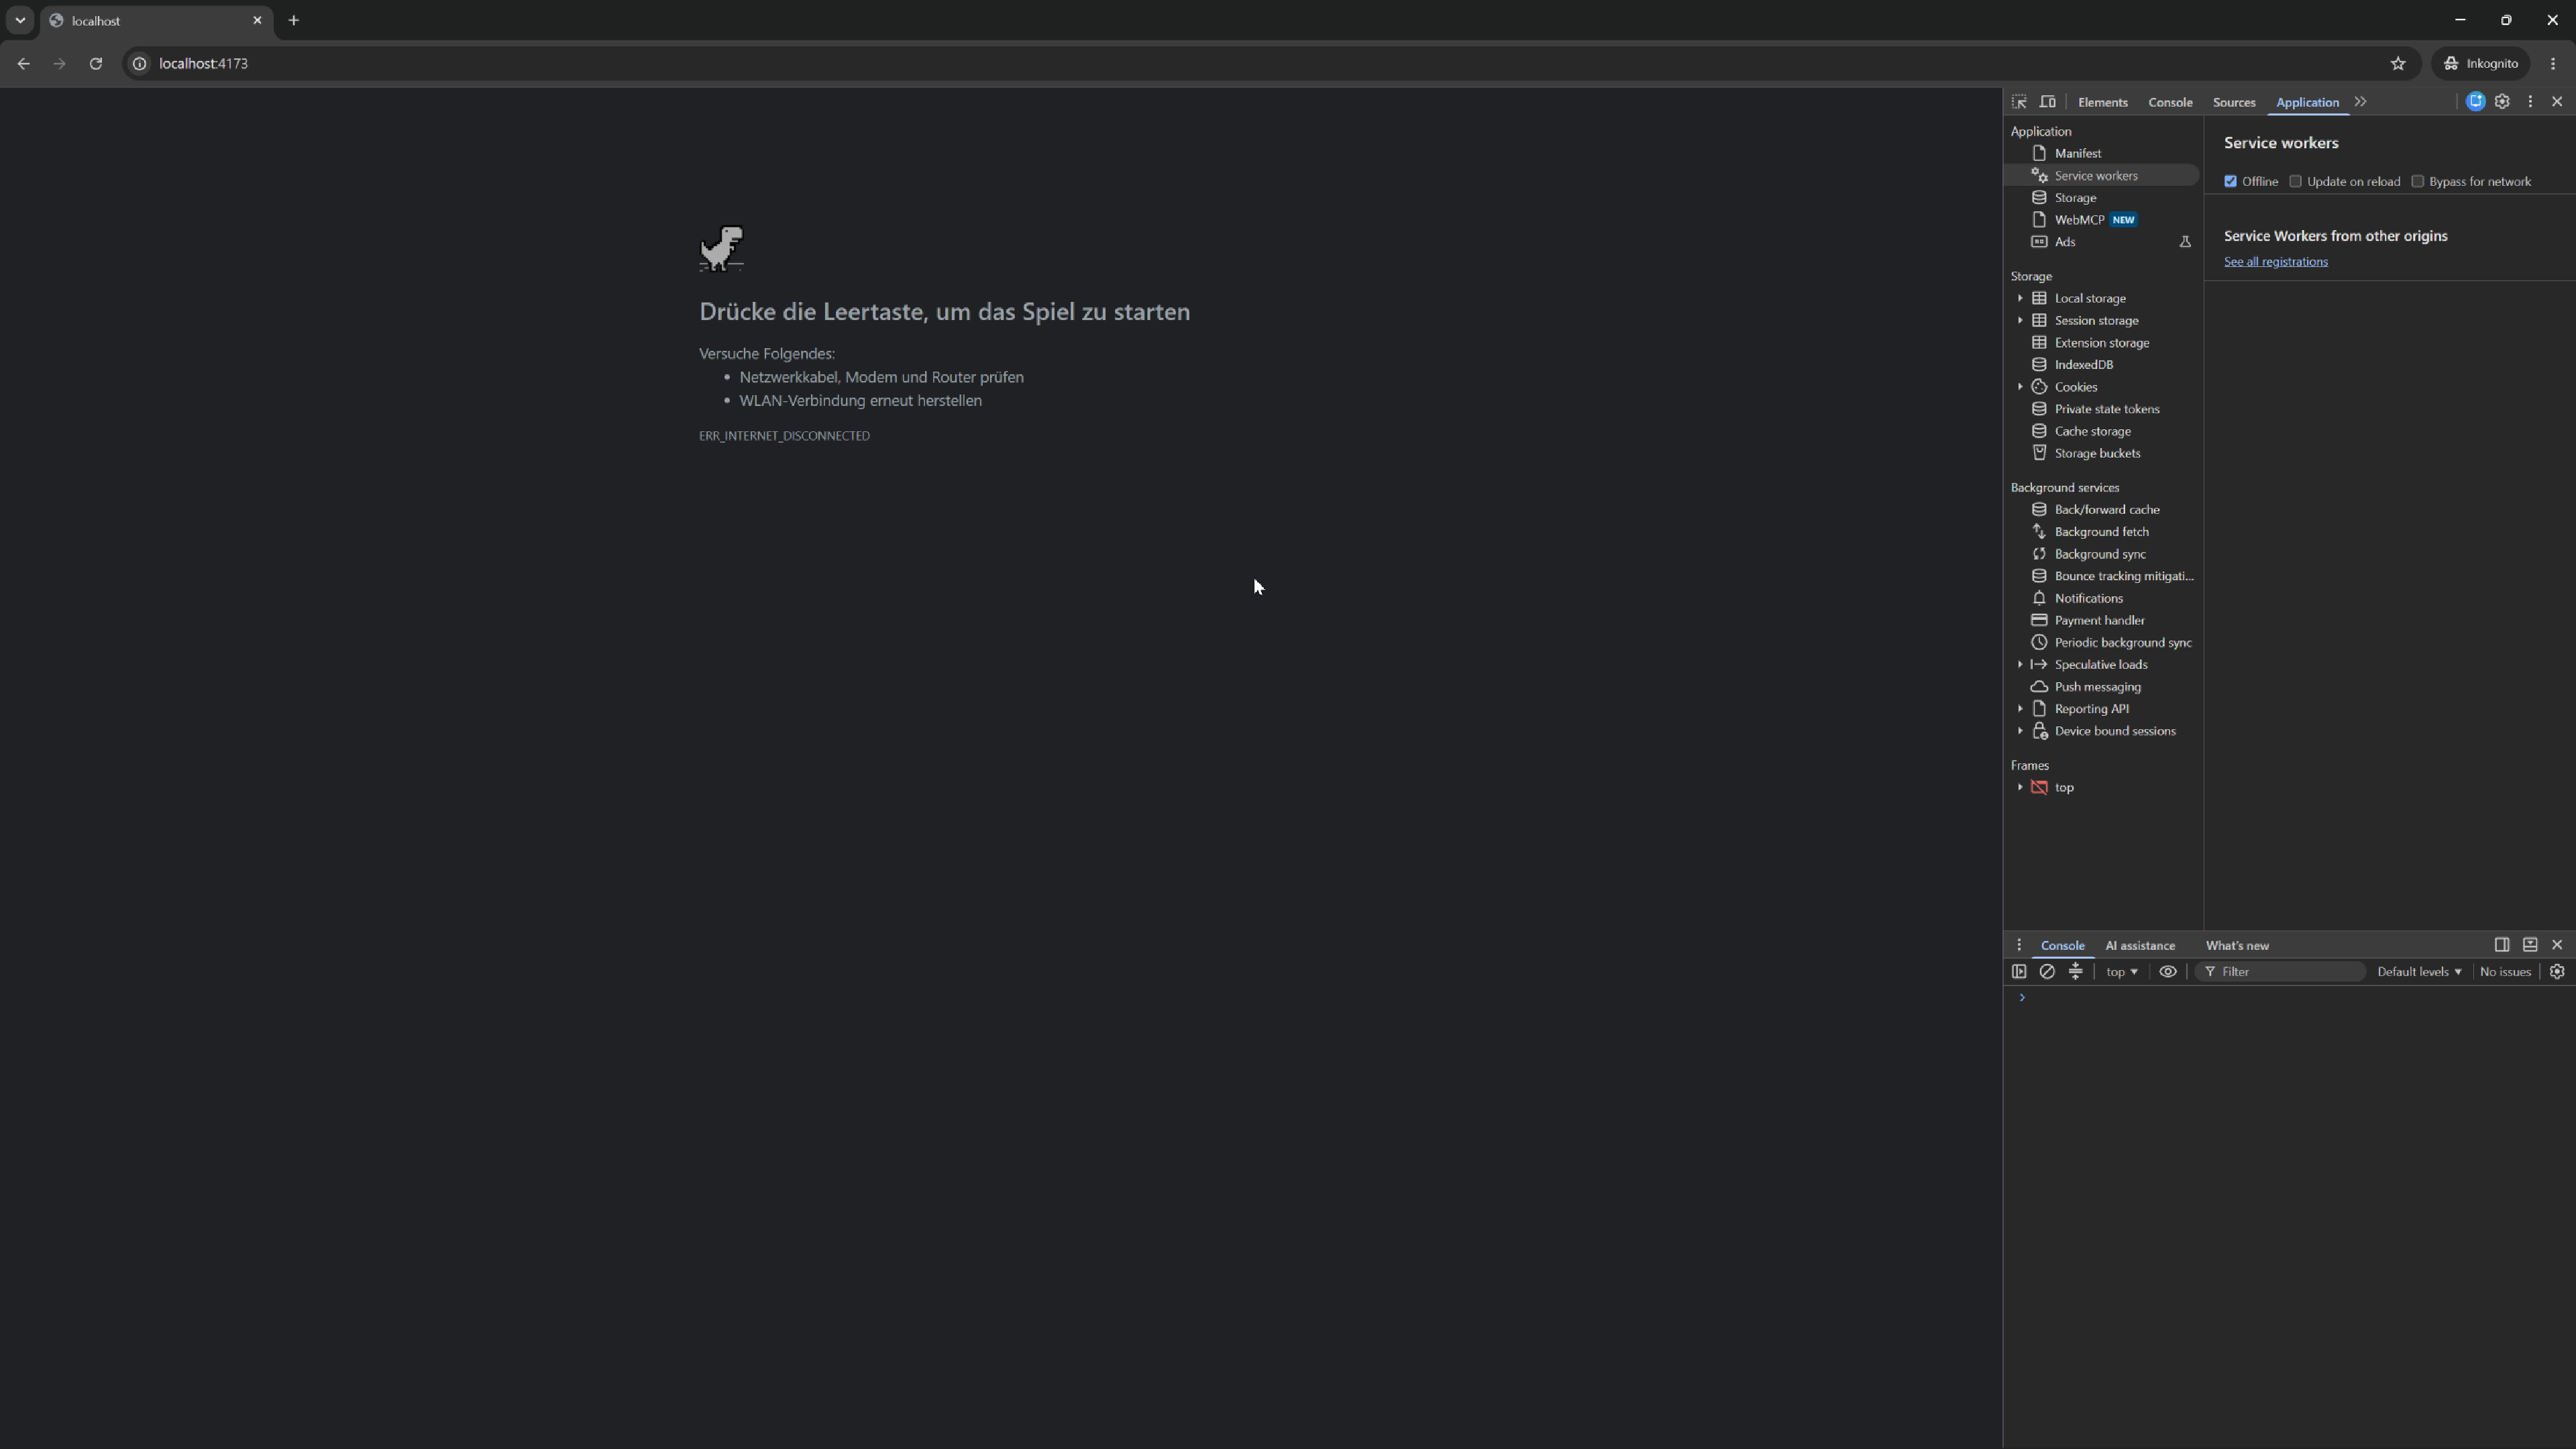 localhost
localhost:4173
Inkognito
Drücke die Leertaste, um das Spiel zu starten
Versuche Folgendes:
• Netzwerkkabel, Modem und Router prüfen
• WLAN-Verbindung erneut herstellen
ERR_INTERNET_DISCONNECTED
Elements Console Sources Application
Application
Manifest
Service workers
Storage
WebMCP NEW
Ads
Storage
Local storage
Session storage
Extension storage
IndexedDB
Cookies
Private state tokens
Cache storage
Storage buckets
Background services
Back/forward cache
Background fetch
Background sync
Bounce tracking mitigati...
Notifications
Payment handler
Periodic background sync
Speculative loads
Push messaging
Reporting API
Device bound sessions
Frames
top
Service workers
Offline Update on reload Bypass for network
Service Workers from other origins
See all registrations
Console AI assistance What's new
top Filter Default levels No issues